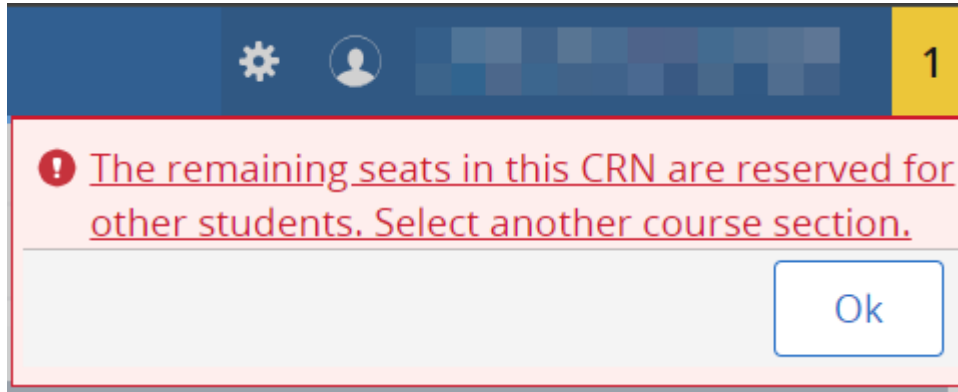 1
The remaining seats in this CRN are reserved for
other students. Select another course section.
Ok